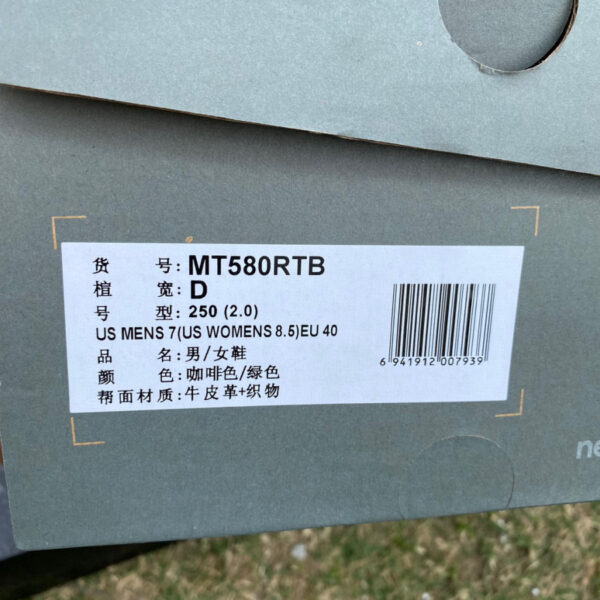 货 号: MT580RTB
楦 宽: D
号 型: 250 (2.0)
US MENS 7(US WOMENS 8.5)EU 40
品 名: 男/女鞋
颜 色: 咖啡色/绿色
帮面材质: 牛皮革+织物
6 941912 007939
ne